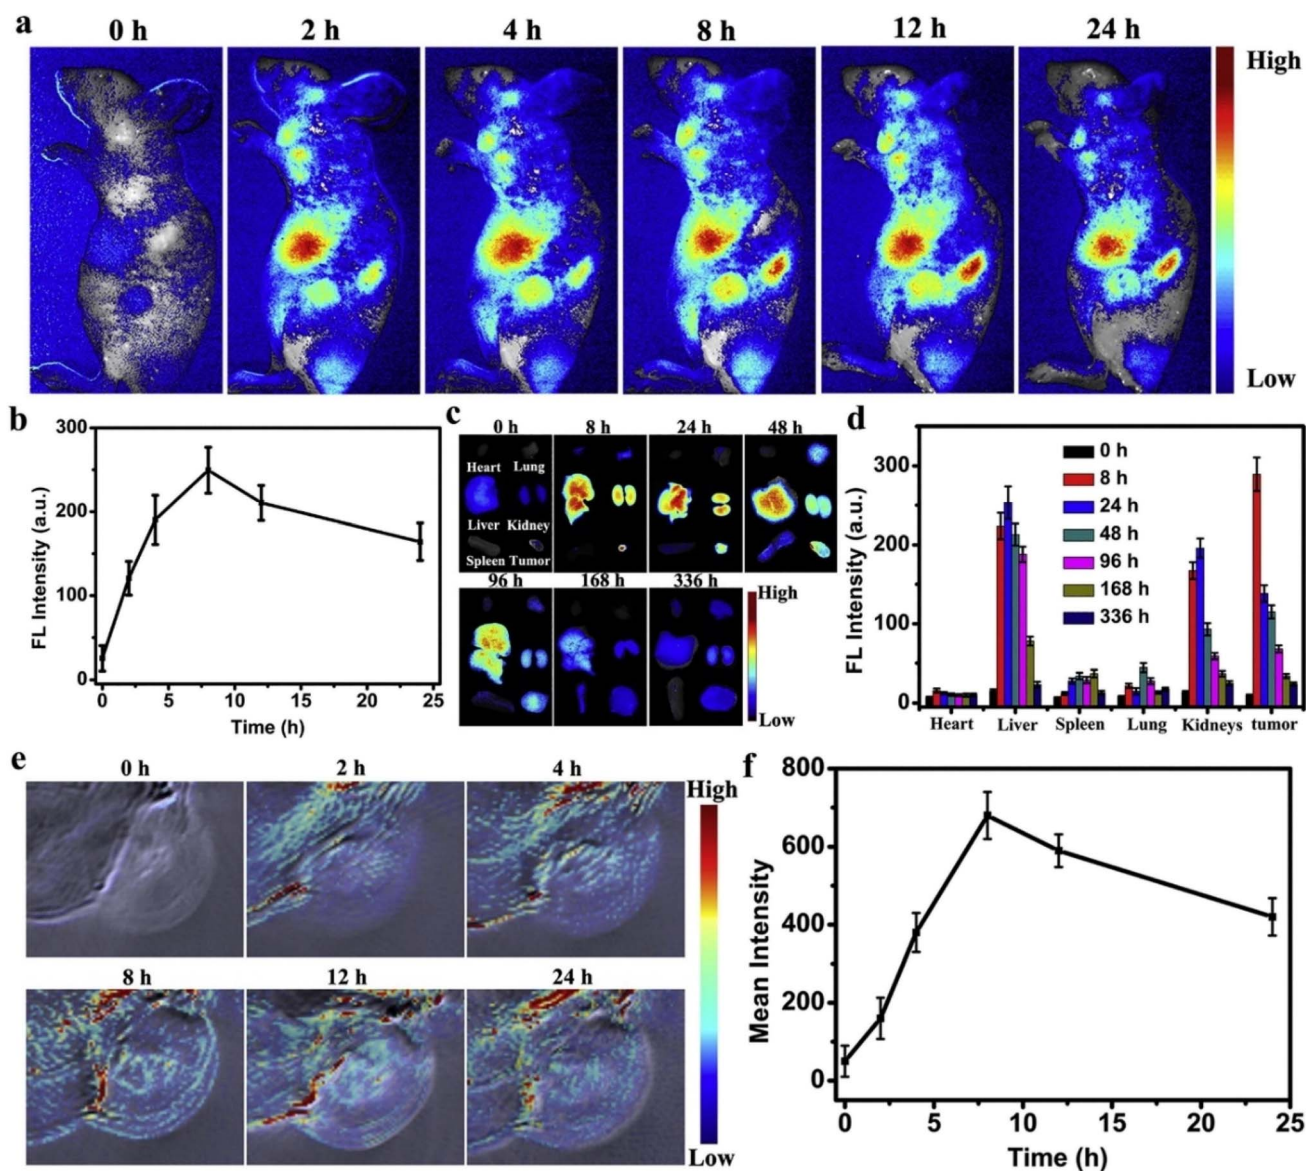 a
0 h 2 h 4 h 8 h 12 h 24 h
High
Low
b
300
200
100
0
FL Intensity (a.u.)
0 5 10 15 20 25
Time (h)
c
0 h 8 h 24 h 48 h
Heart Lung
Liver Kidney
Spleen Tumor
96 h 168 h 336 h
High
Low
d
300
200
100
0
FL Intensity (a.u.)
0 h
8 h
24 h
48 h
96 h
168 h
336 h
Heart Liver Spleen Lung Kidneys tumor
e
0 h 2 h 4 h
8 h 12 h 24 h
High
Low
f
800
600
400
200
0
Mean Intensity
0 5 10 15 20 25
Time (h)